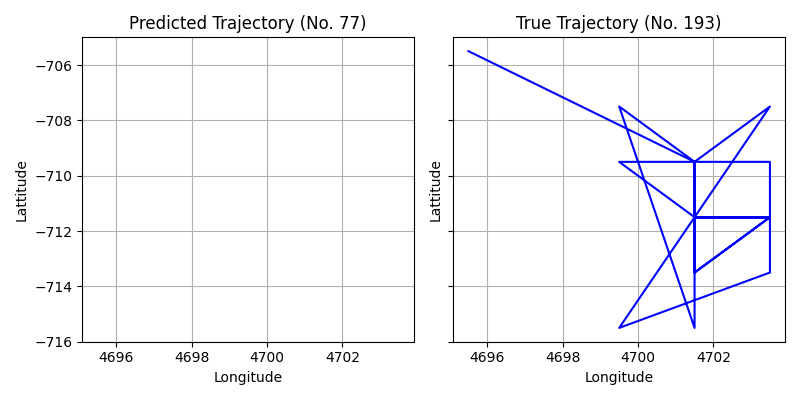 Predicted Trajectory (No. 77)
−706
−708
−710
−712
−714
−716
Lattitude
4696 4698 4700 4702
Longitude
True Trajectory (No. 193)
Lattitude
4696 4698 4700 4702
Longitude